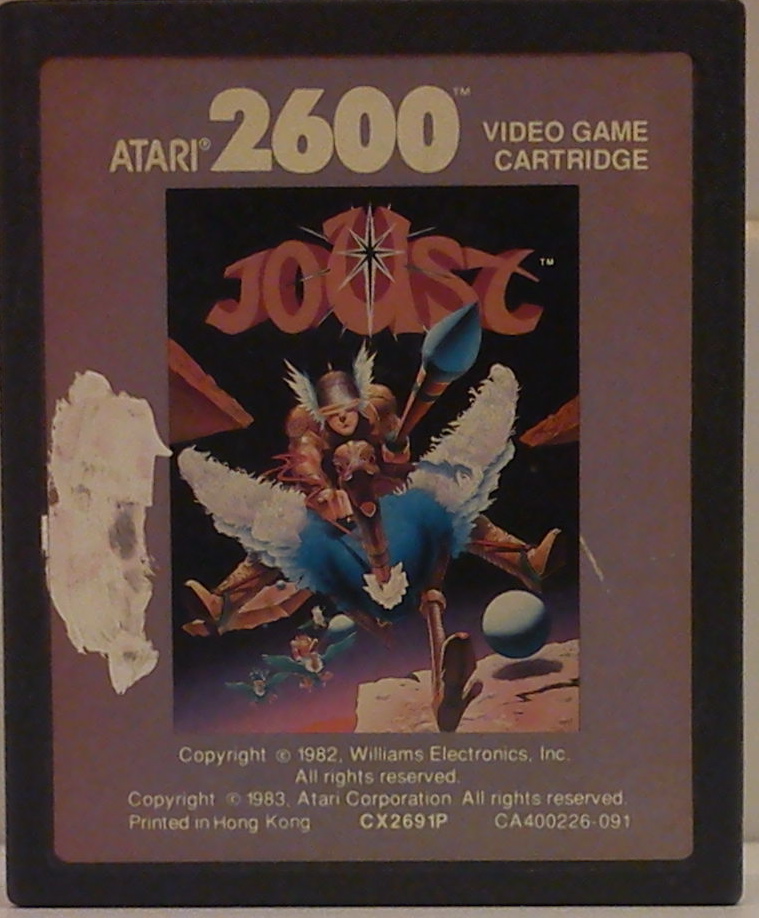 ATARI® 2600™ VIDEO GAME
CARTRIDGE
JOUST™
Copyright © 1982, Williams Electronics, Inc.
All rights reserved.
Copyright © 1983, Atari Corporation All rights reserved.
Printed in Hong Kong CX2691P CA400226-091